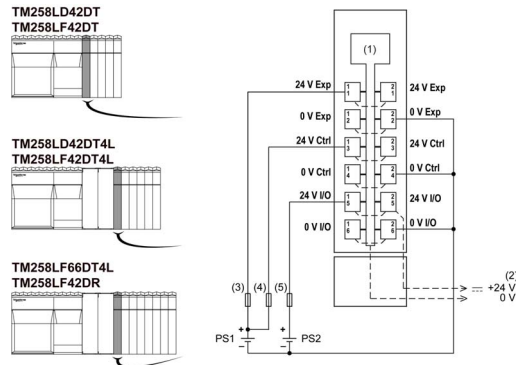 TM258LD42DT
TM258LF42DT
TM258LD42DT4L
TM258LF42DT4L
TM258LF66DT4L
TM258LF42DR
(1)
24 V Exp 1 1 2 1 24 V Exp
0 V Exp 1 2 2 2 0 V Exp
24 V Ctrl 1 3 2 3 24 V Ctrl
0 V Ctrl 1 4 2 4 0 V Ctrl
24 V I/O 1 5 2 5 24 V I/O
0 V I/O 1 6 2 6 0 V I/O
(2)
(3) (4) (5)
+24 V
0 V
PS1 + − + − PS2